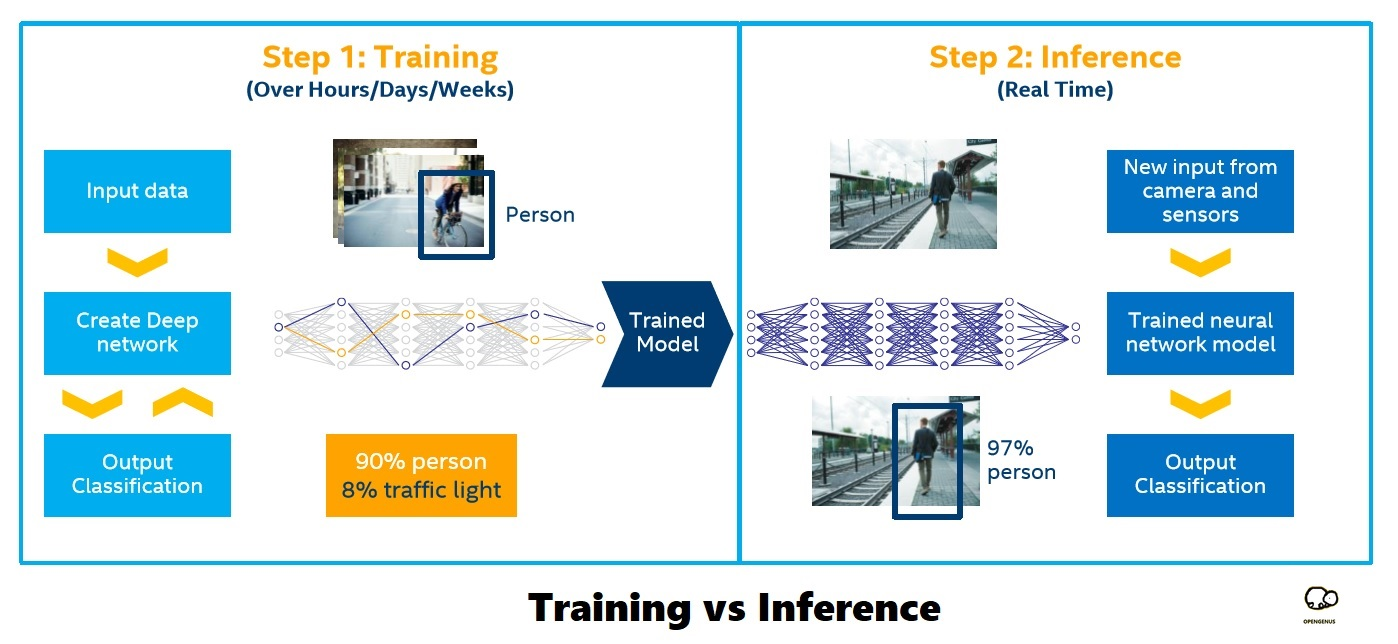 Step 1: Training
(Over Hours/Days/Weeks)
Input data
Person
Create Deep
network
Trained
Model
Output
Classification
90% person
8% traffic light
Step 2: Inference
(Real Time)
New input from
camera and
sensors
Trained neural
network model
97%
person
Output
Classification
Training vs Inference
OPENGENUS